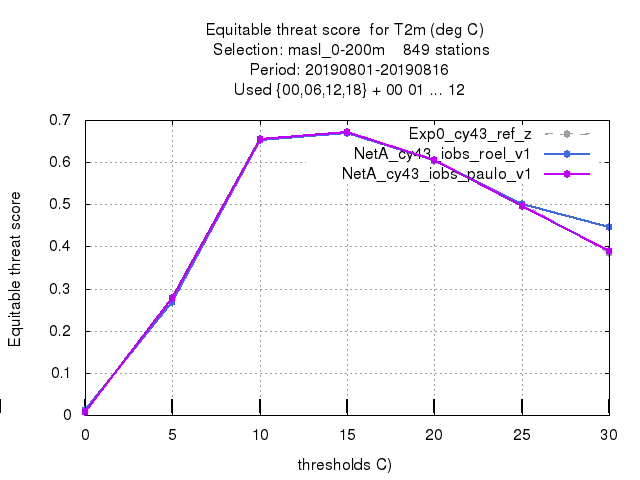 Equitable threat score for T2m (deg C)
Selection: masl_0-200m 849 stations
Period: 20190801-20190816
Used {00,06,12,18} + 00 01 ... 12
Exp0_cy43_ref_z
NetA_cy43_iobs_roel_v1
NetA_cy43_iobs_paulo_v1
Equitable threat score
0.7
0.6
0.5
0.4
0.3
0.2
0.1
0
0 5 10 15 20 25 30
thresholds C)